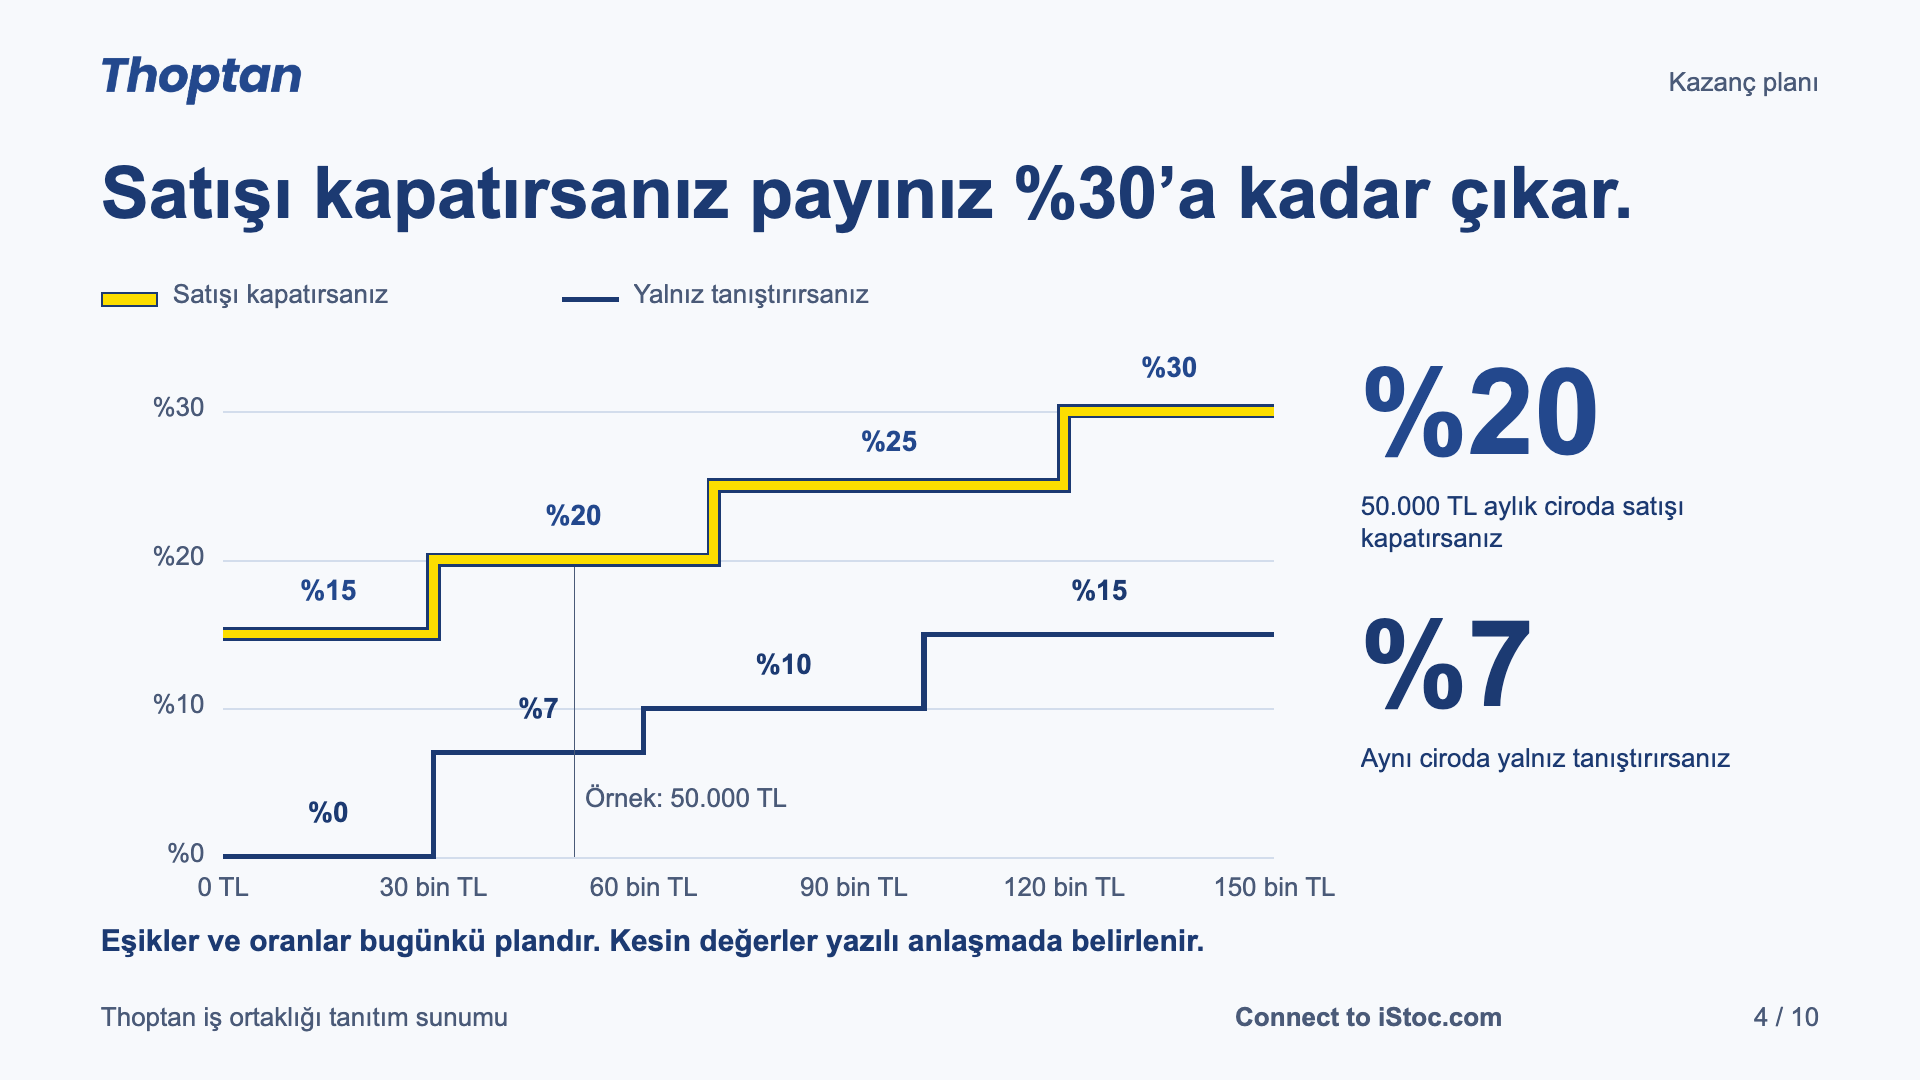 Thoptan
Kazanç planı
Satışı kapatırsanız payınız %30’a kadar çıkar.
Satışı kapatırsanız
Yalnız tanıştırırsanız
%30
%20
%10
%0
%15
%20
%25
%30
%0
%7
%10
%15
Örnek: 50.000 TL
0 TL
30 bin TL
60 bin TL
90 bin TL
120 bin TL
150 bin TL
%20
50.000 TL aylık ciroda satışı
kapatırsanız
%7
Aynı ciroda yalnız tanıştırırsanız
Eşikler ve oranlar bugünkü plandır. Kesin değerler yazılı anlaşmada belirlenir.
Thoptan iş ortaklığı tanıtım sunumu
Connect to iStoc.com
4 / 10